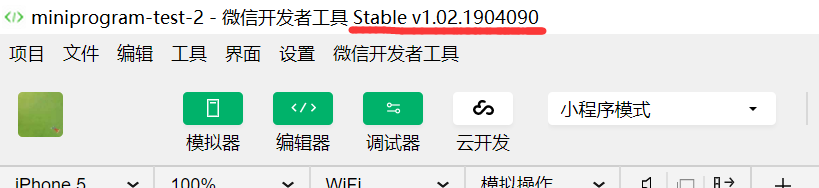 miniprogram-test-2 - 微信开发者工具 Stable v1.02.1904090
项目 文件 编辑 工具 界面 设置 微信开发者工具
模拟器 编辑器 调试器 云开发 小程序模式
iPhone 5 100% WiFi 模拟操作